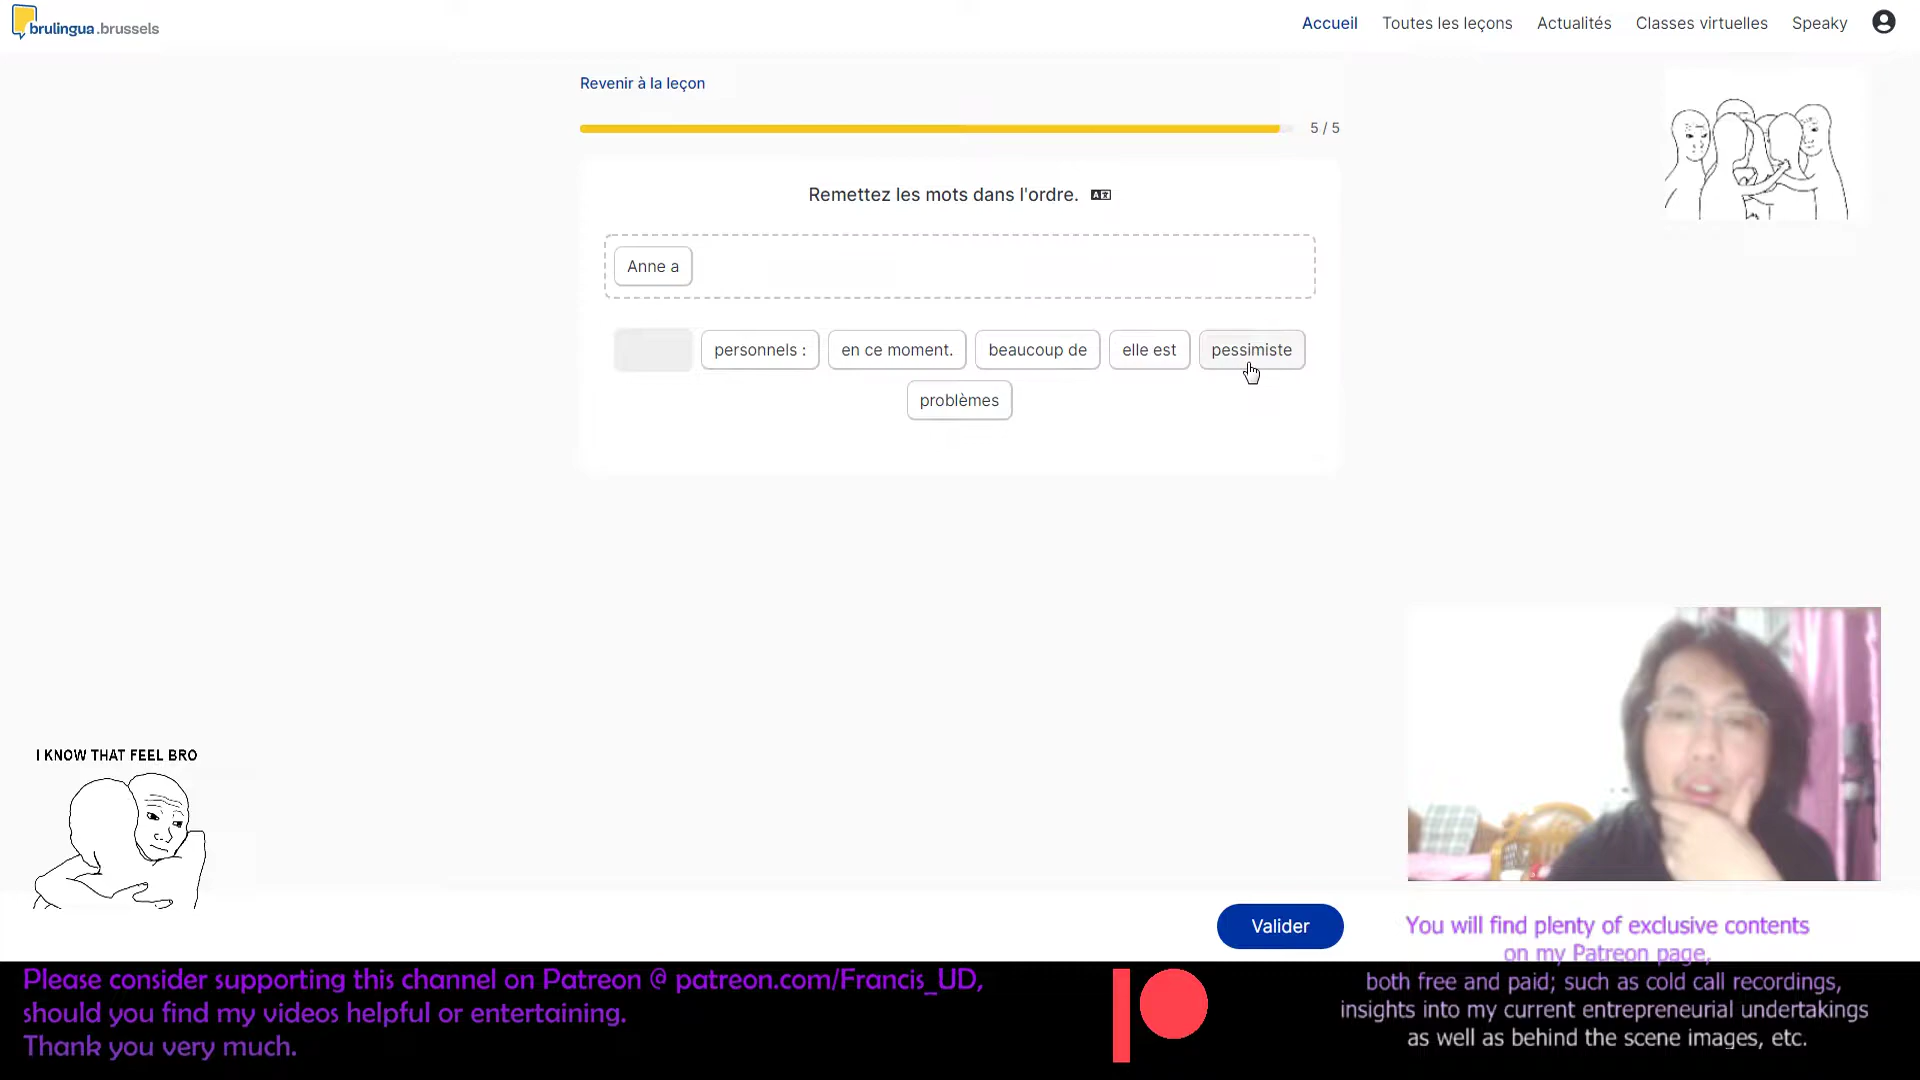 brulingua.brussels
Accueil
Toutes les leçons
Actualités
Classes virtuelles
Speaky
Revenir à la leçon
5 / 5
Remettez les mots dans l'ordre.
Anne a
personnels :
en ce moment.
beaucoup de
elle est
pessimiste
problèmes
I KNOW THAT FEEL BRO
Valider
You will find plenty of exclusive contents
on my Patreon page,
both free and paid; such as cold call recordings,
insights into my current entrepreneurial undertakings
as well as behind the scene images, etc.
Please consider supporting this channel on Patreon @ patreon.com/Francis_UD,
should you find my videos helpful or entertaining.
Thank you very much.